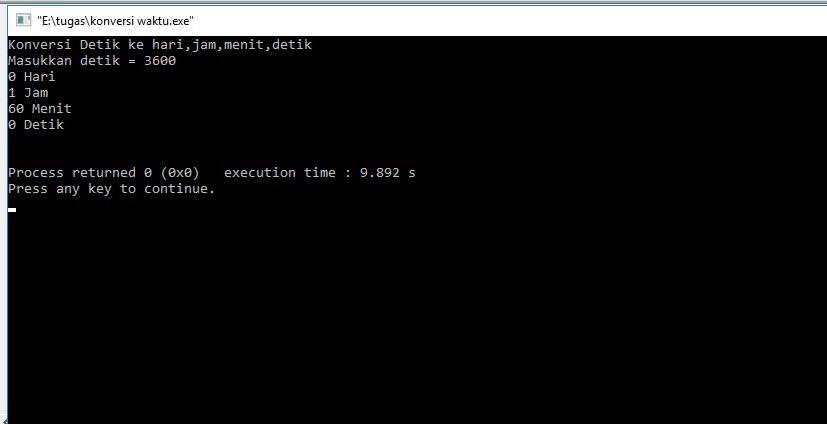 "E:\tugas\konversi waktu.exe"
Konversi Detik ke hari,jam,menit,detik
Masukkan detik = 3600
0 Hari
1 Jam
60 Menit
0 Detik
Process returned 0 (0x0)   execution time : 9.892 s
Press any key to continue.